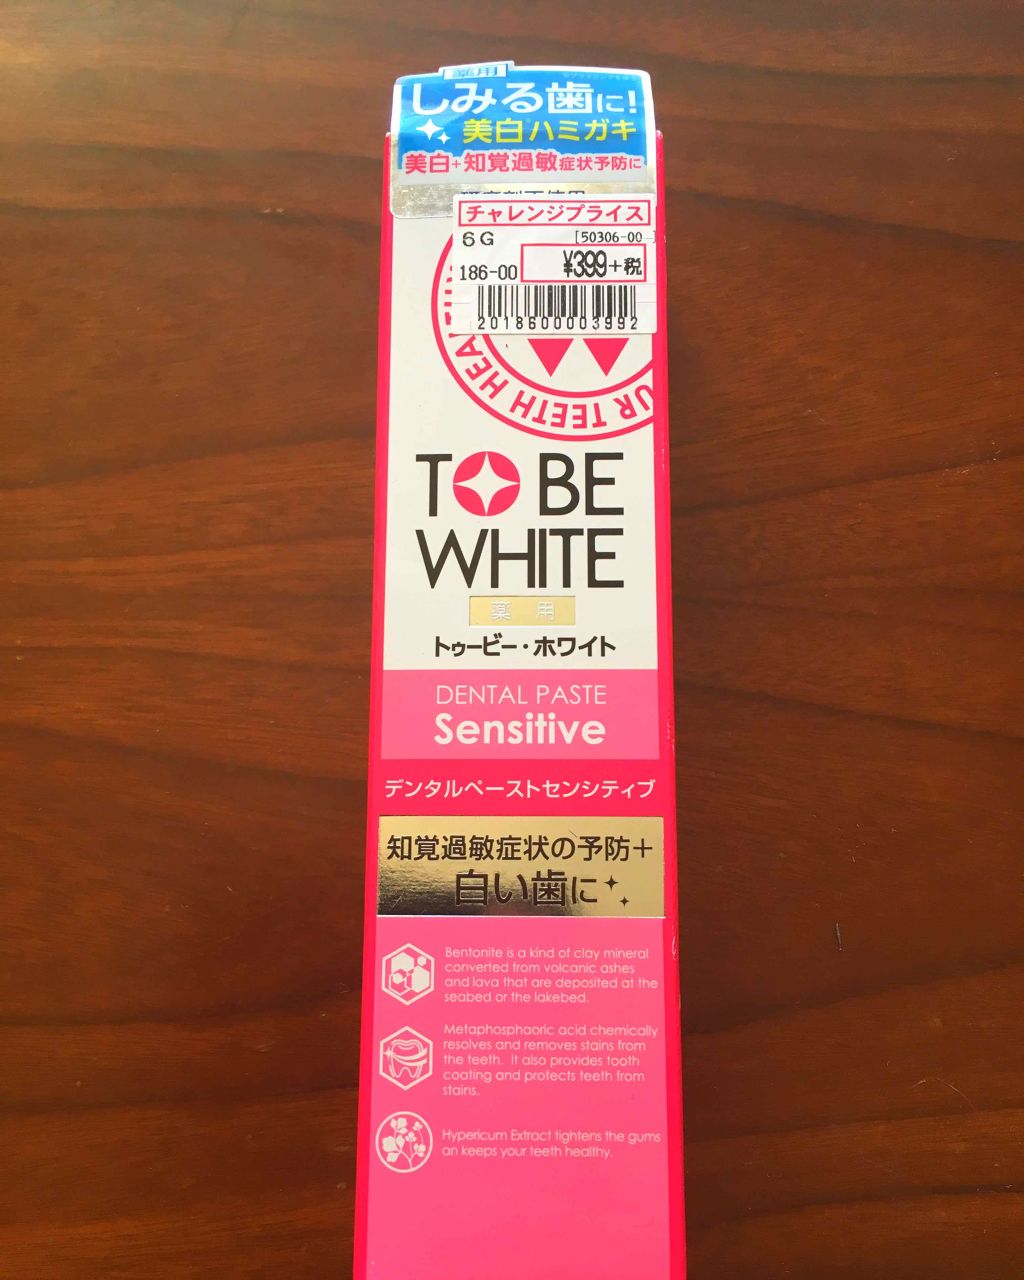 薬用
しみる歯に!
美白ハミガキ
美白+知覚過敏症状予防に
チャレンジプライス
6G [50306-00
186-00 ¥399+税
2018600003992
UR TEETH HEAL
TO BE
WHITE
薬用
トゥービー・ホワイト
DENTAL PASTE
Sensitive
デンタルペーストセンシティブ
知覚過敏症状の予防+
白い歯に
Bentonite is a kind of clay mineral
converted from volcanic ashes
and lava that are deposited at the
seabed or the lakebed.
Metaphosphaoric acid chemically
resolves and removes stains from
the teeth. It also provides tooth
coating and protects teeth from
stains.
Hypericum Extract tightens the gums
an keeps your teeth healthy.